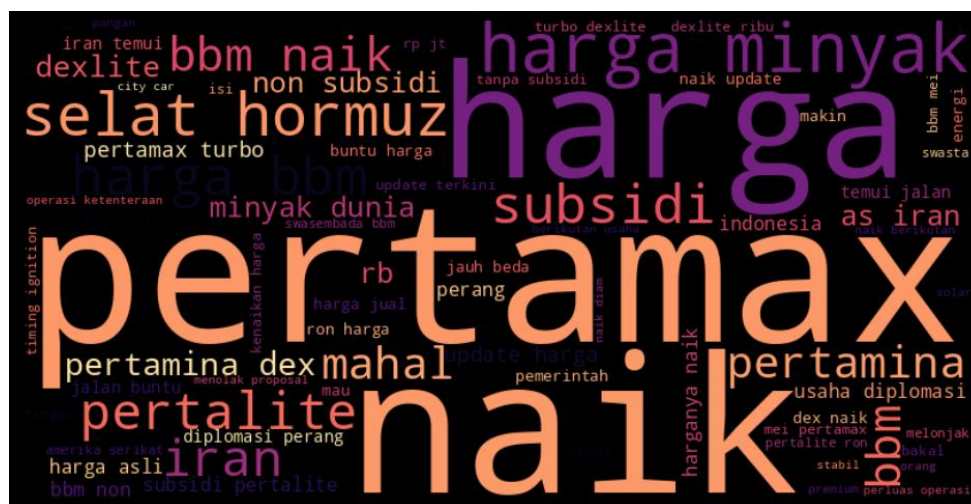 pangan
turbo dexlite
dexlite ribu
iran temui
bbm naik
rp jt
harga minyak
dexlite
city car
isi
non subsidi
tanpa subsidi
naik update
harga
selat hormuz
makin
bbm mei
energi
pertamax turbo
buntu harga
swasta
harga bbm
update terkini
operasi ketenteraan
minyak dunia
subsidi
temui jalan
swasembada bbm
indonesia
as iran
berikutan usaha
naik berikutan
pertamax
timing ignition
kenaikan harga
rb
jauh beda
perang
harga jual
naik diam
solar
ron harga
pertamina dex
mahal
update harga
pertamina
jalan buntu
menolak proposal
mau
pemerintah
naik
harganya naik
usaha diplomasi
pertalite
dex naik
bbm
diplomasi perang
mei pertamax
melonjak
pertalite ron
amerika serikat
iran
bakal
harga asli
stabil
orang
bbm non
subsidi pertalite
premium
perluas operasi